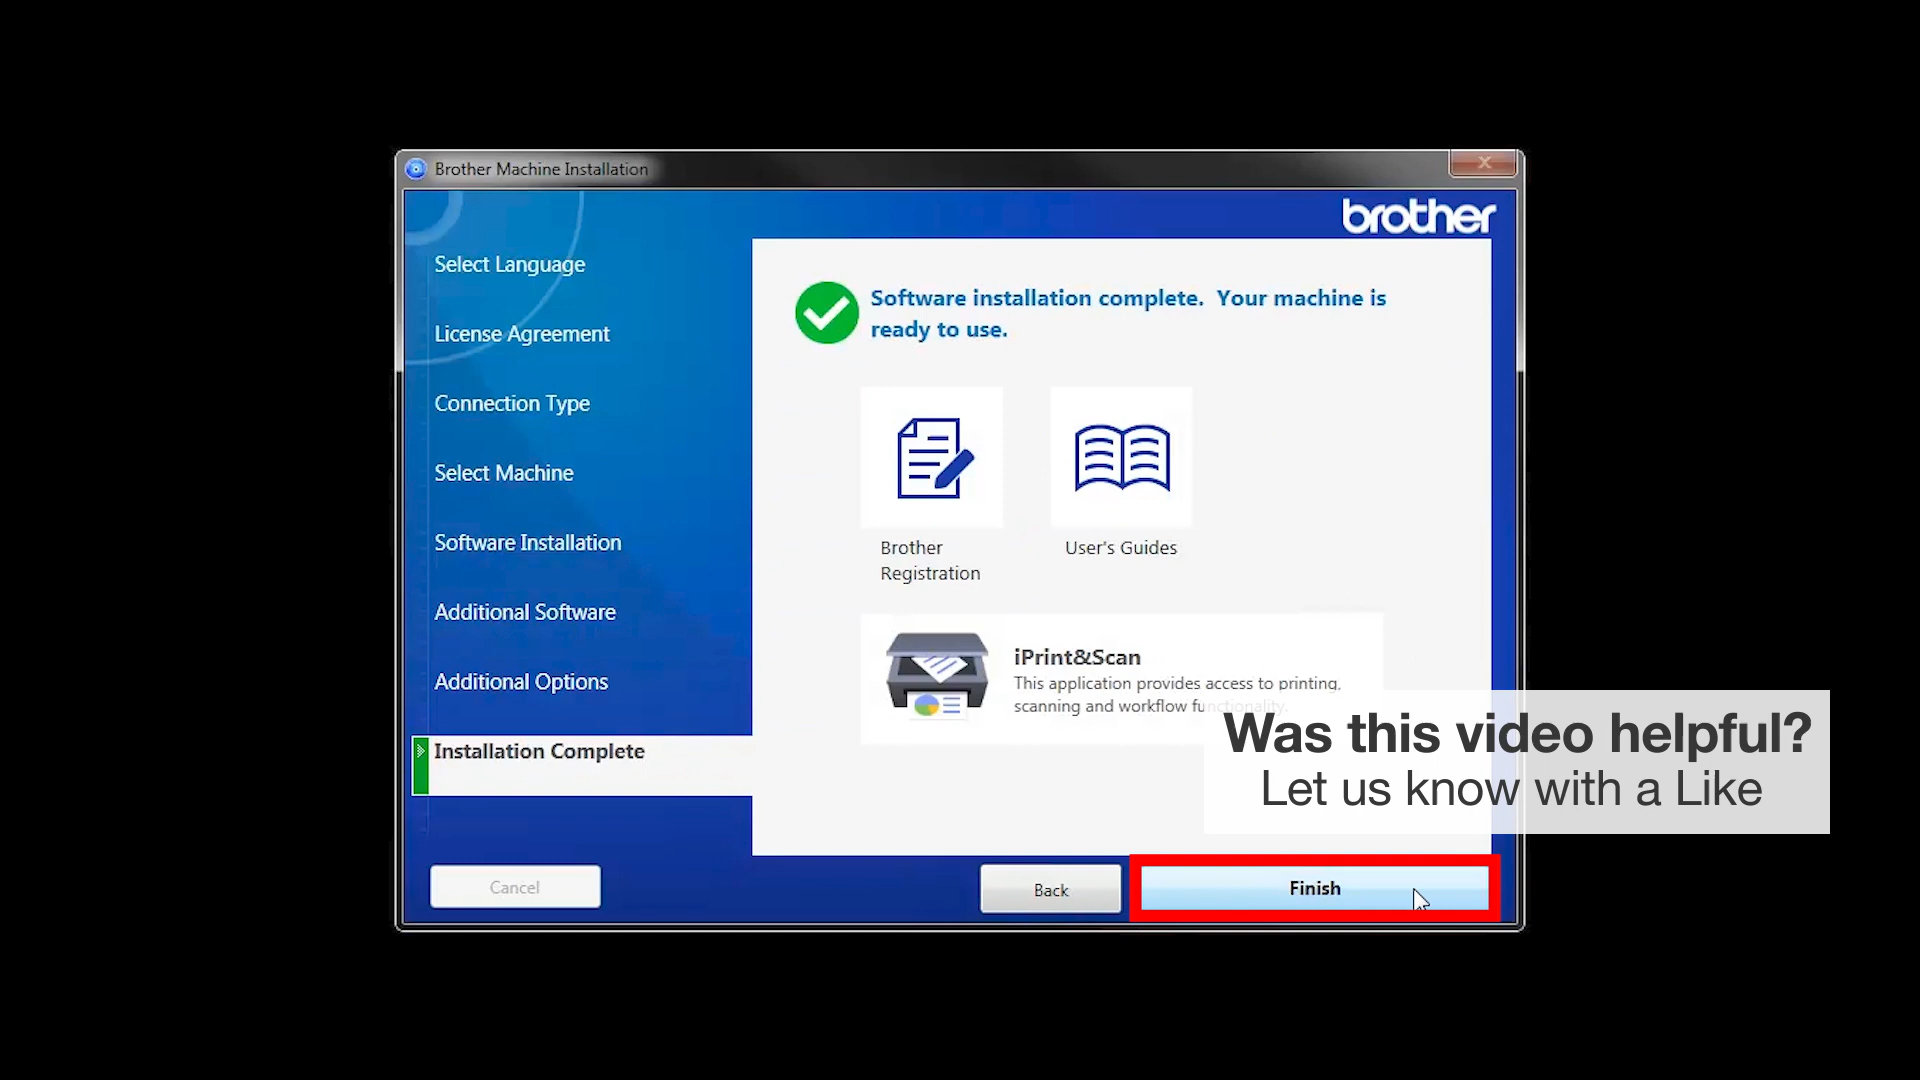 Brother Machine Installation
X
brother
Select Language
License Agreement
Connection Type
Select Machine
Software Installation
Additional Software
Additional Options
Installation Complete
Software installation complete. Your machine is
ready to use.
Brother
Registration
User's Guides
iPrint&Scan
This application provides access to printing,
scanning and workflow functionality.
Was this video helpful?
Let us know with a Like
Cancel
Back
Finish